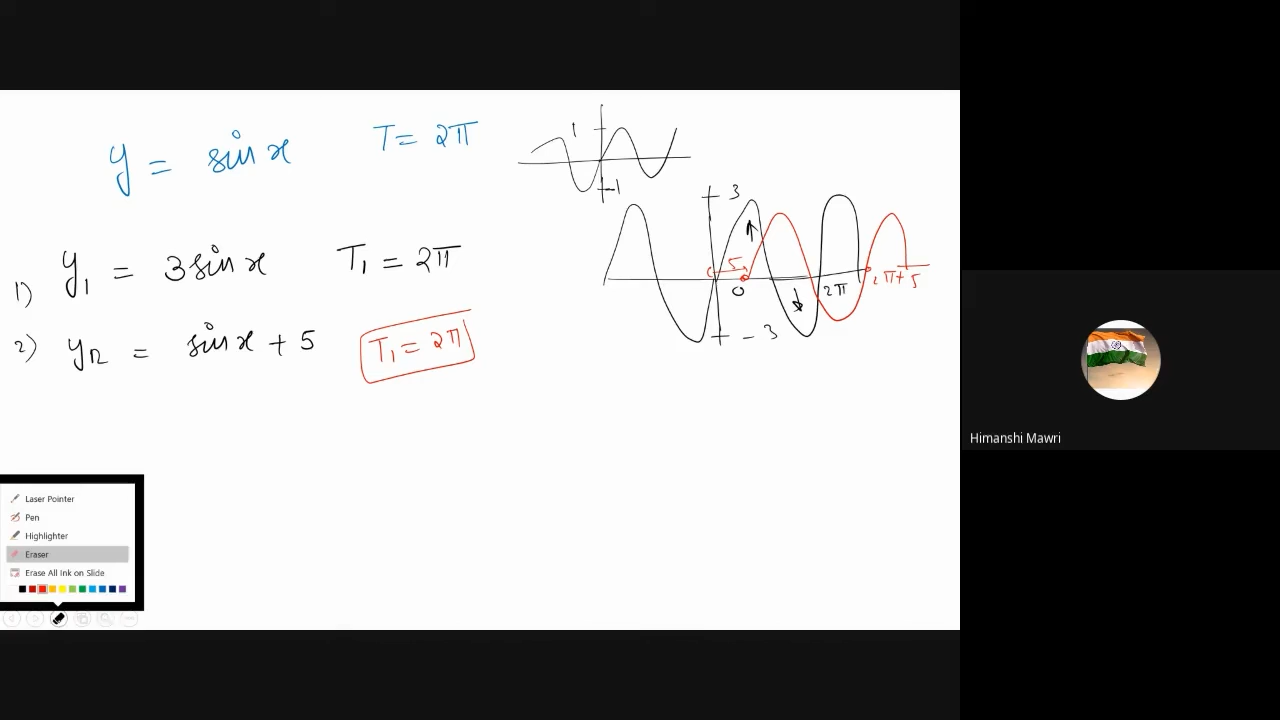 y = sin x T = 2π
1
-1
1) y₁ = 3 sin x T₁ = 2π
2) y₂ = sin x + 5 T₁ = 2π
3
5
0
2π
2π + 5
- 3
Laser Pointer
Pen
Highlighter
Eraser
Erase All Ink on Slide
Himanshi Mawri